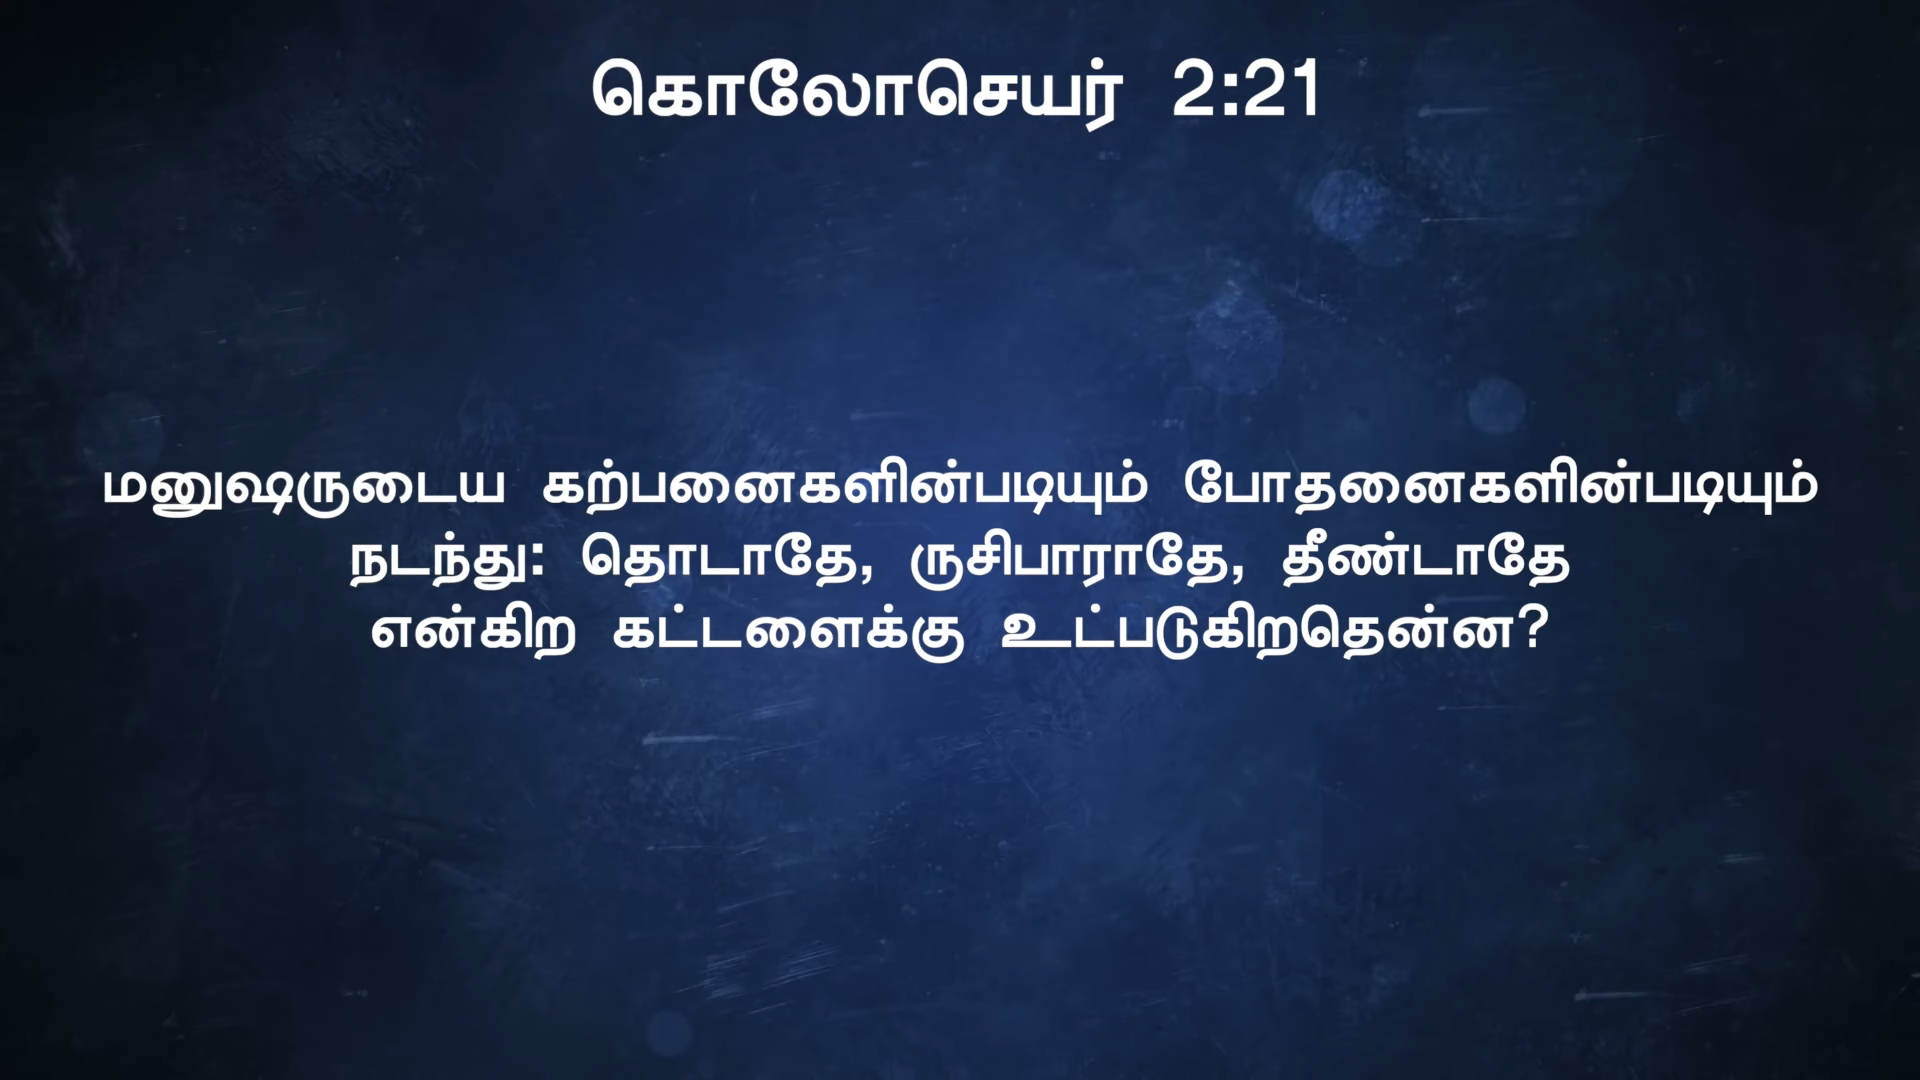 கொலோசெயர் 2:21
மனுஷருடைய கற்பனைகளின்படியும் போதனைகளின்படியும்
நடந்து: தொடாதே, ருசிபாராதே, தீண்டாதே
என்கிற கட்டளைக்கு உட்படுகிறதென்ன?